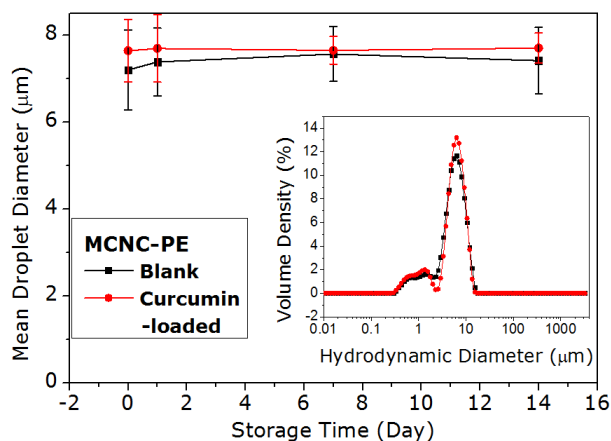 Mean Droplet Diameter (μm)
8
6
4
2
0
-2 0 2 4 6 8 10 12 14 16
Storage Time (Day)
MCNC-PE
Blank
Curcumin
-loaded
Volume Density (%)
14
12
10
8
6
4
2
0
0.01 0.1 1 10 100 1000
Hydrodynamic Diameter (μm)